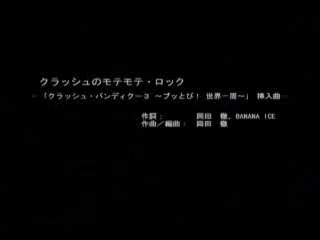 クラッシュのモテモテ・ロック
「クラッシュ・バンディクー3 ～ブッとび！ 世界一周～」 挿入曲
作詞： 岡田 徹, BANANA ICE
作曲／編曲： 岡田 徹